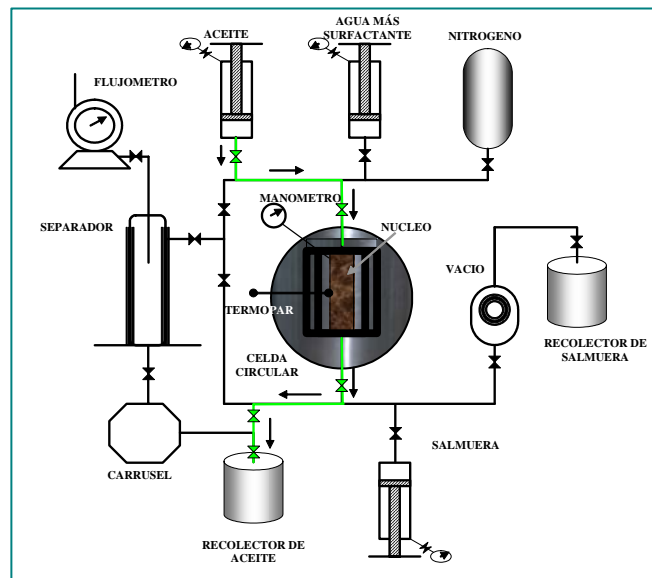 ACEITE
AGUA MÁS
SURFACTANTE
NITROGENO
FLUJOMETRO
MANOMETRO
NUCLEO
SEPARADOR
VACIO
TERMOPAR
RECOLECTOR DE
SALMUERA
CELDA
CIRCULAR
SALMUERA
CARRUSEL
RECOLECTOR DE
ACEITE